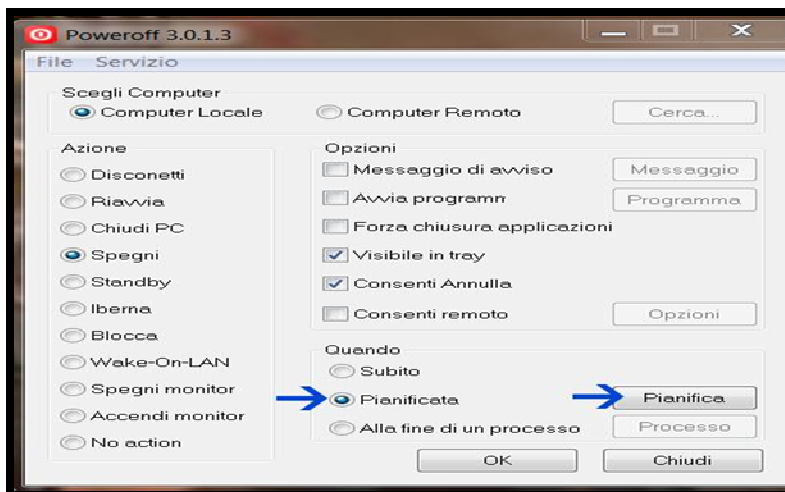 Poweroff 3.0.1.3
File Servizio
Scegli Computer
Computer Locale
Computer Remoto
Cerca...
Azione
Disconetti
Riavvia
Chiudi PC
Spegni
Standby
Iberna
Blocca
Wake-On-LAN
Spegni monitor
Accendi monitor
No action
Opzioni
Messaggio di avviso
Messaggio
Avvia programm
Programma
Forza chiusura applicazioni
Visibile in tray
Consenti Annulla
Consenti remoto
Opzioni
Quando
Subito
Pianificata
Pianifica
Alla fine di un processo
Processo
OK
Chiudi